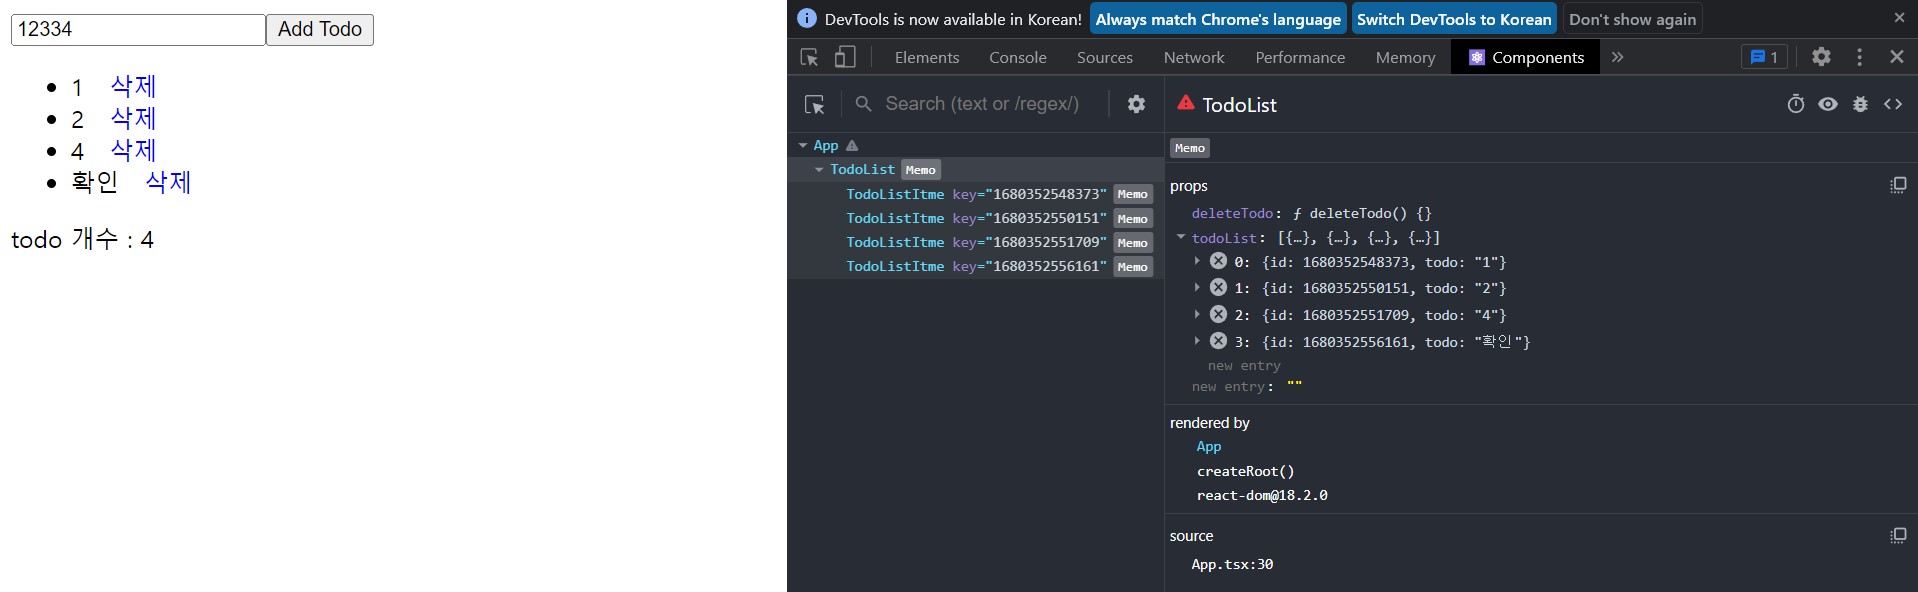 12334 Add Todo
1 삭제
2 삭제
4 삭제
확인 삭제
todo 개수 : 4
DevTools is now available in Korean! Always match Chrome's language Switch DevTools to Korean Don't show again
Elements Console Sources Network Performance Memory Components » 1
Search (text or /regex/)
App
TodoList Memo
TodoListItme key="1680352548373" Memo
TodoListItme key="1680352550151" Memo
TodoListItme key="1680352551709" Memo
TodoListItme key="1680352556161" Memo
TodoList
Memo
props
deleteTodo: ƒ deleteTodo() {}
todoList: [{…}, {…}, {…}, {…}]
0: {id: 1680352548373, todo: "1"}
1: {id: 1680352550151, todo: "2"}
2: {id: 1680352551709, todo: "4"}
3: {id: 1680352556161, todo: "확인"}
new entry
new entry: ""
rendered by
App
createRoot()
react-dom@18.2.0
source
App.tsx:30